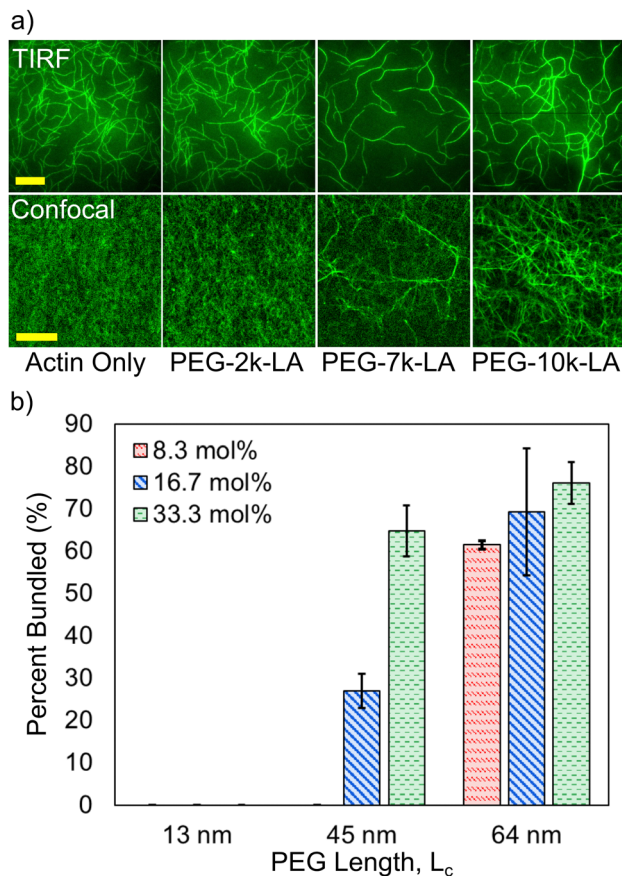 a)
TIRF
Confocal
Actin Only PEG-2k-LA PEG-7k-LA PEG-10k-LA
b)
90
80
70
60
50
40
30
20
10
0
Percent Bundled (%)
8.3 mol%
16.7 mol%
33.3 mol%
13 nm 45 nm 64 nm
PEG Length, Lc